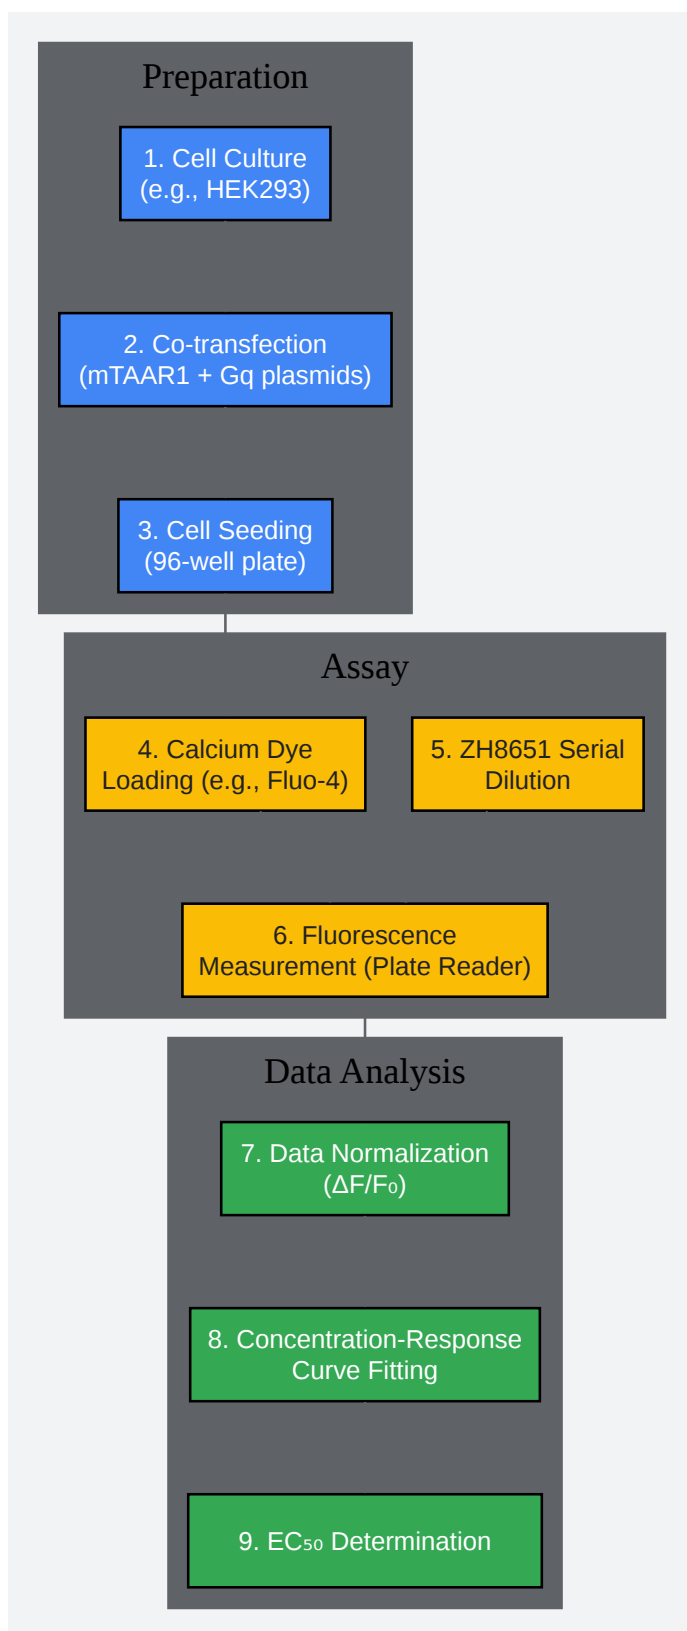 Preparation
1. Cell Culture
(e.g., HEK293)
2. Co-transfection
(mTAAR1 + Gq plasmids)
3. Cell Seeding
(96-well plate)
Assay
4. Calcium Dye
Loading (e.g., Fluo-4)
5. ZH8651 Serial
Dilution
6. Fluorescence
Measurement (Plate Reader)
Data Analysis
7. Data Normalization
(ΔF/F₀)
8. Concentration-Response
Curve Fitting
9. EC₅₀ Determination